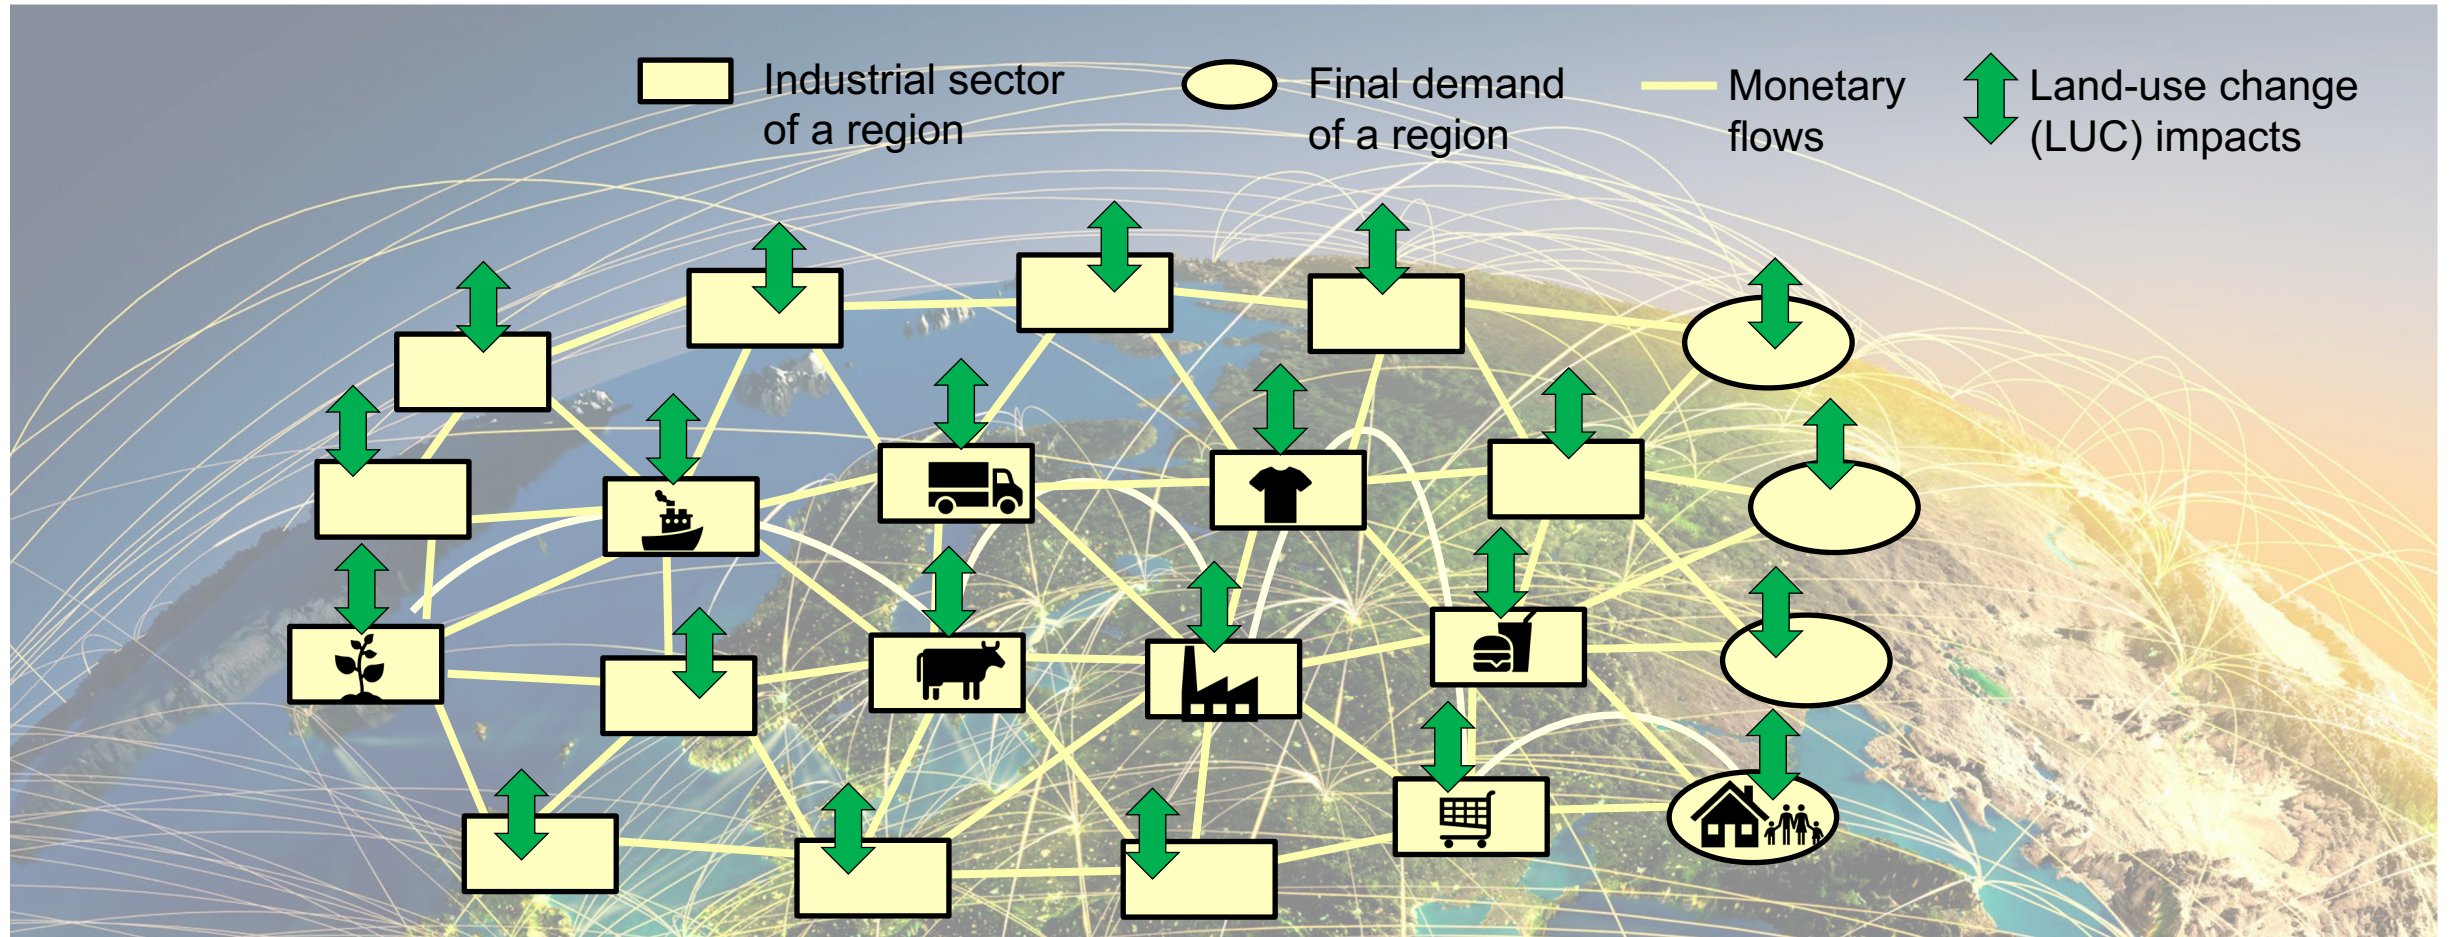 Industrial sector
of a region
Final demand
of a region
Monetary
flows
Land-use change
(LUC) impacts